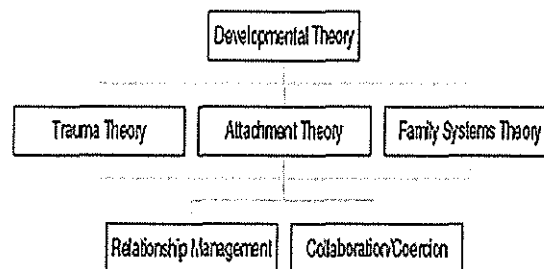 Developmental Theory
Trauma Theory
Attachment Theory
Family Systems Theory
Relationship Management
Collaboration/Coercion